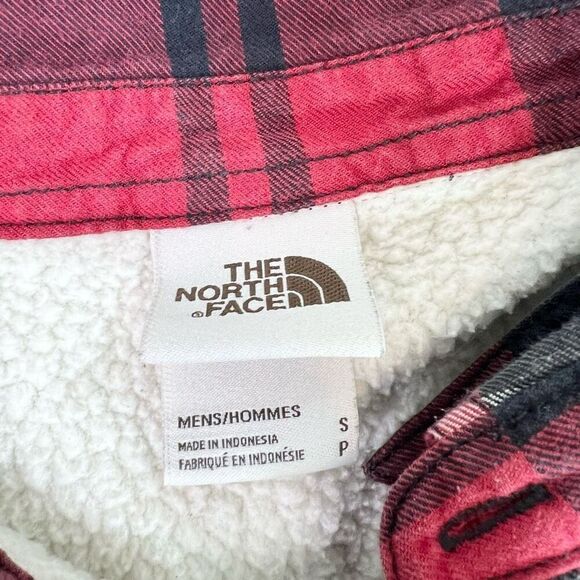 THE
NORTH
®FACE
MENS/HOMMES S
MADE IN INDONESIA P
FABRIQUÉ EN INDONÉSIE